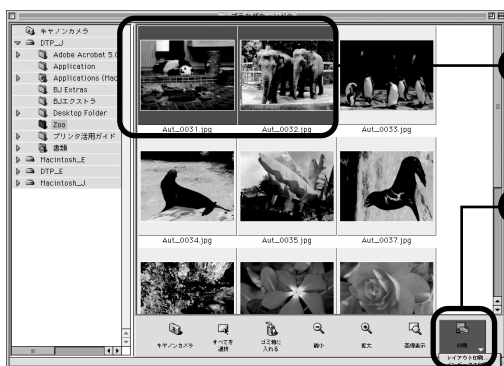 キヤノンカメラ
DTP_J
Adobe Acrobat 5.0
Application
Applications (Mac
BJ Extras
BJエクストラ
Desktop Folder
Zoo
プリンタ活用ガイド
書類
Macintosh_E
DTP_E
Macintosh_J
Aut_0031.jpg
Aut_0032.jpg
Aut_0033.jpg
Aut_0034.jpg
Aut_0035.jpg
Aut_0037.jpg
キヤノンカメラ
すべてを
選択
ゴミ箱に
入れる
縮小
拡大
画像表示
印刷
レイアウト印刷...